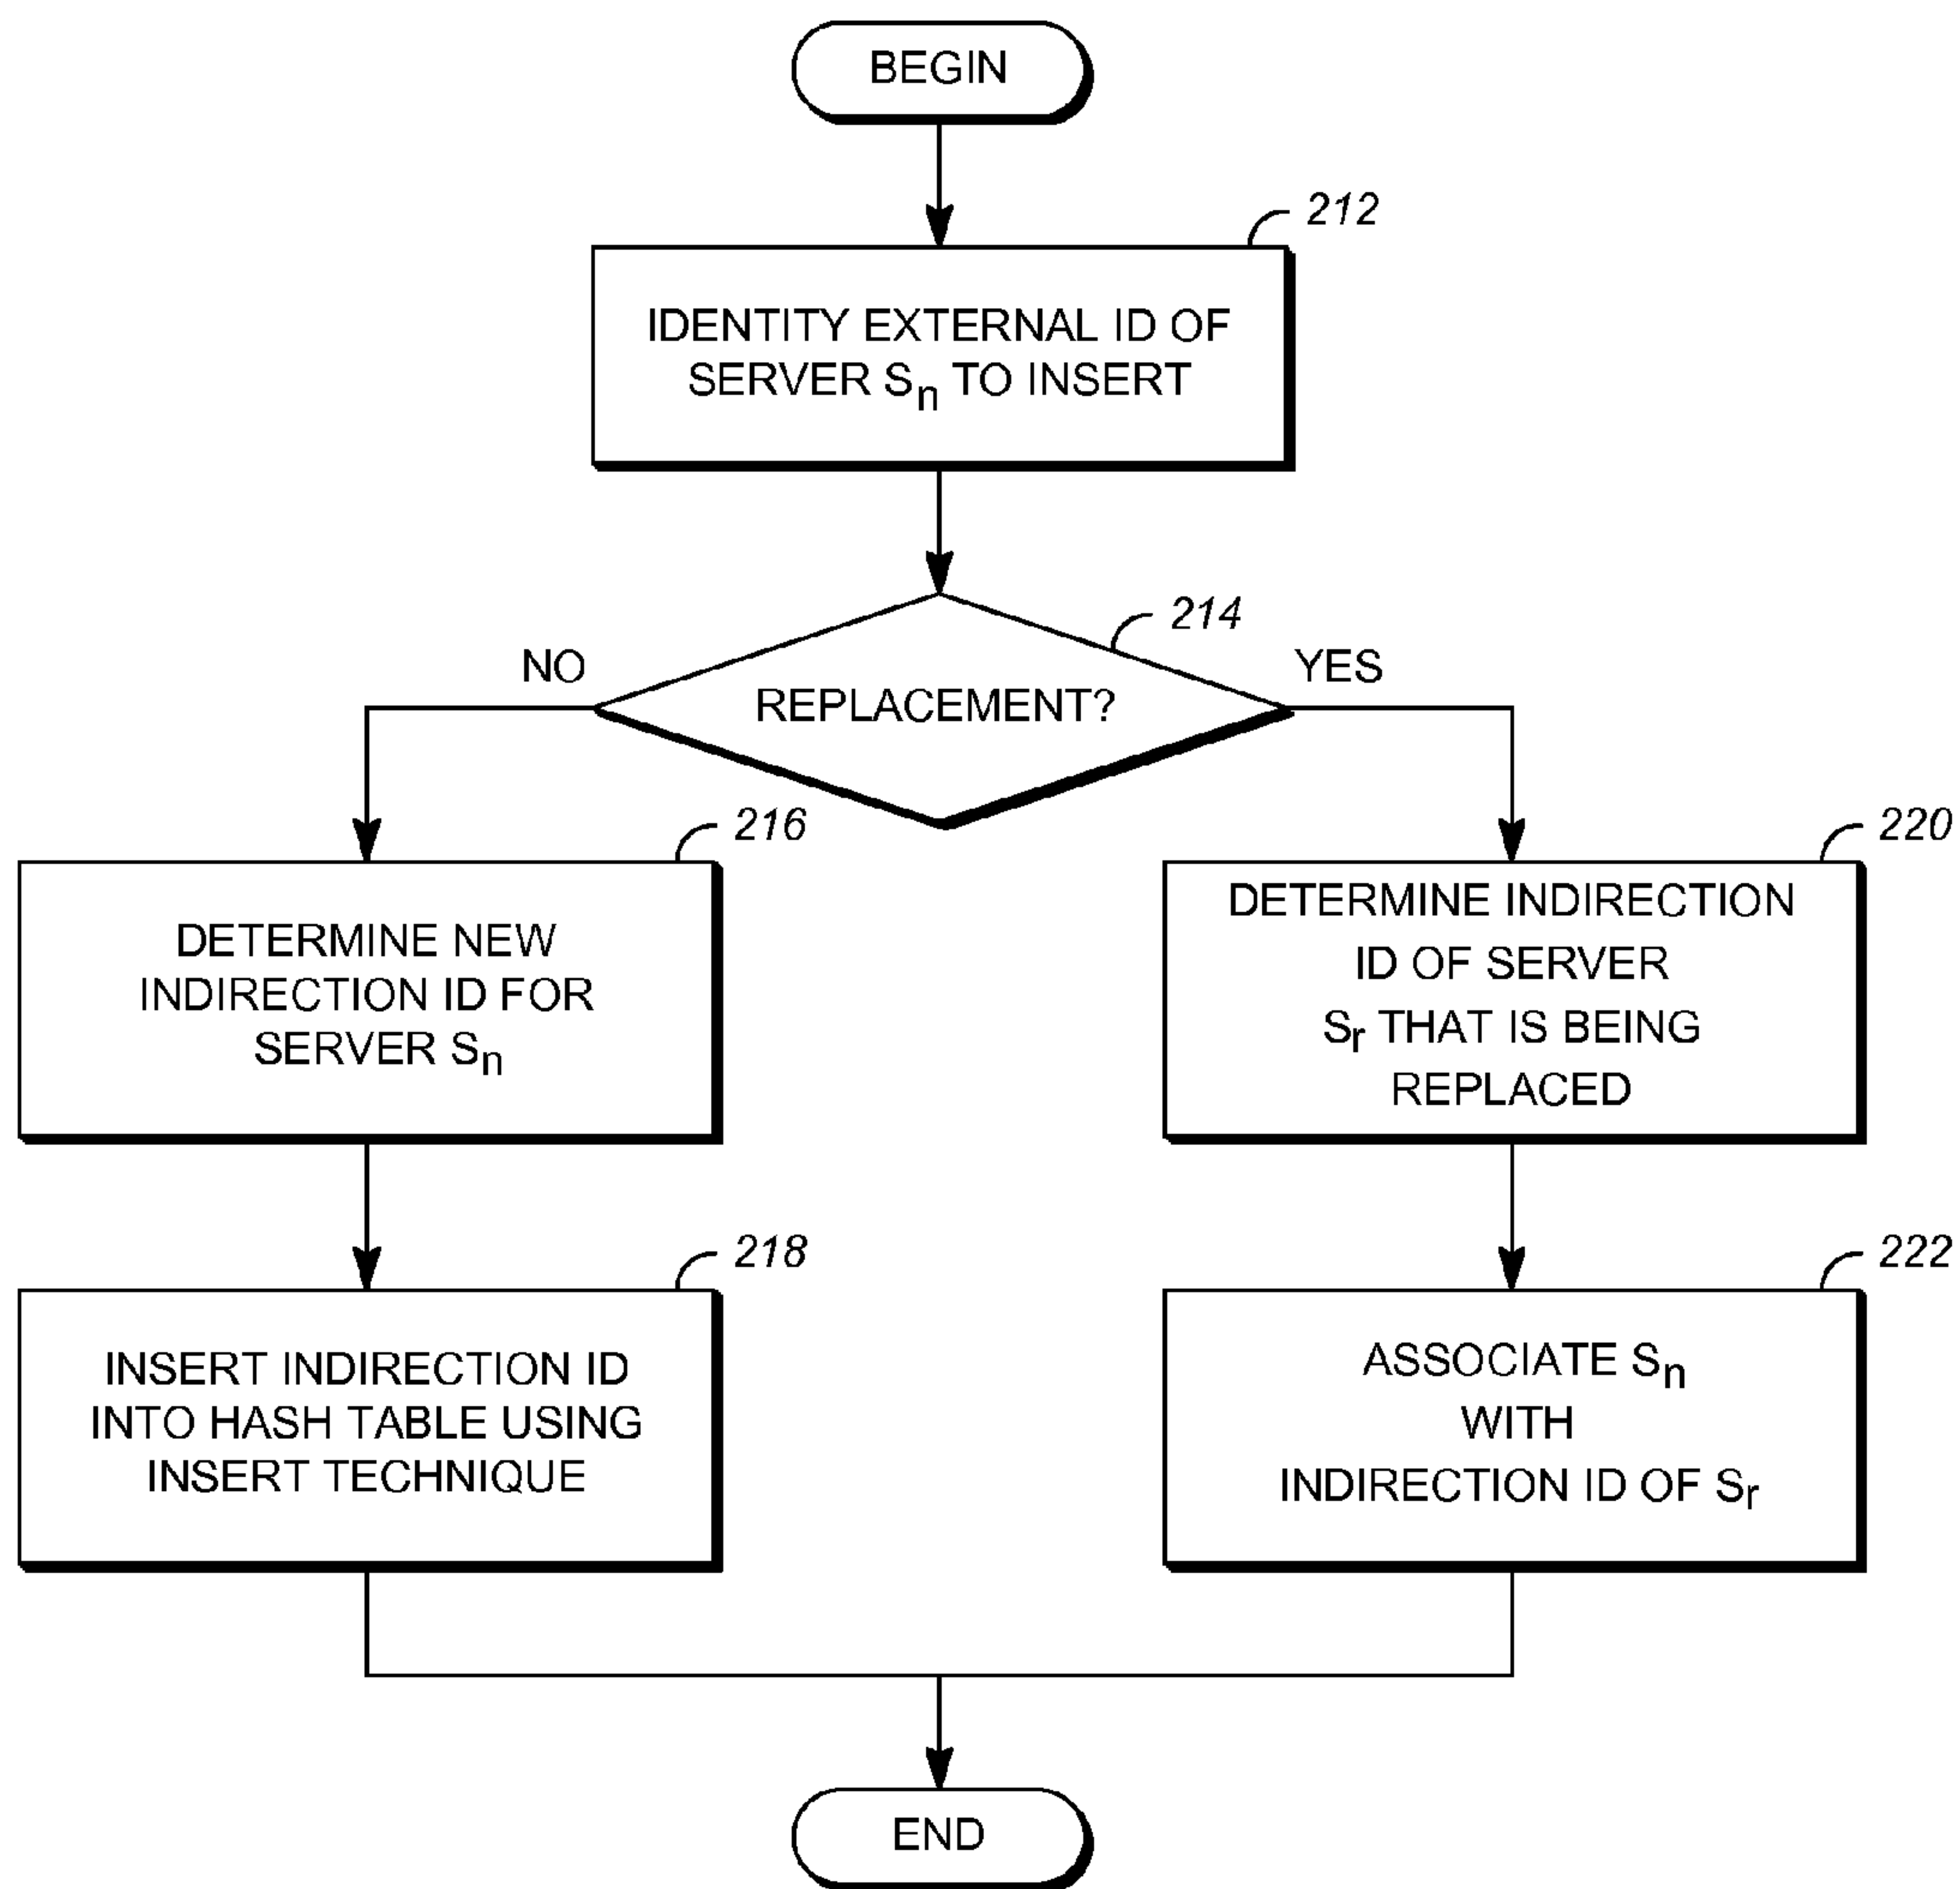 BEGIN
212
IDENTITY EXTERNAL ID OF
SERVER Sn TO INSERT
214
NO
YES
REPLACEMENT?
216
DETERMINE NEW
INDIRECTION ID FOR
SERVER Sn
220
DETERMINE INDIRECTION
ID OF SERVER
Sr THAT IS BEING
REPLACED
218
INSERT INDIRECTION ID
INTO HASH TABLE USING
INSERT TECHNIQUE
222
ASSOCIATE Sn
WITH
INDIRECTION ID OF Sr
END